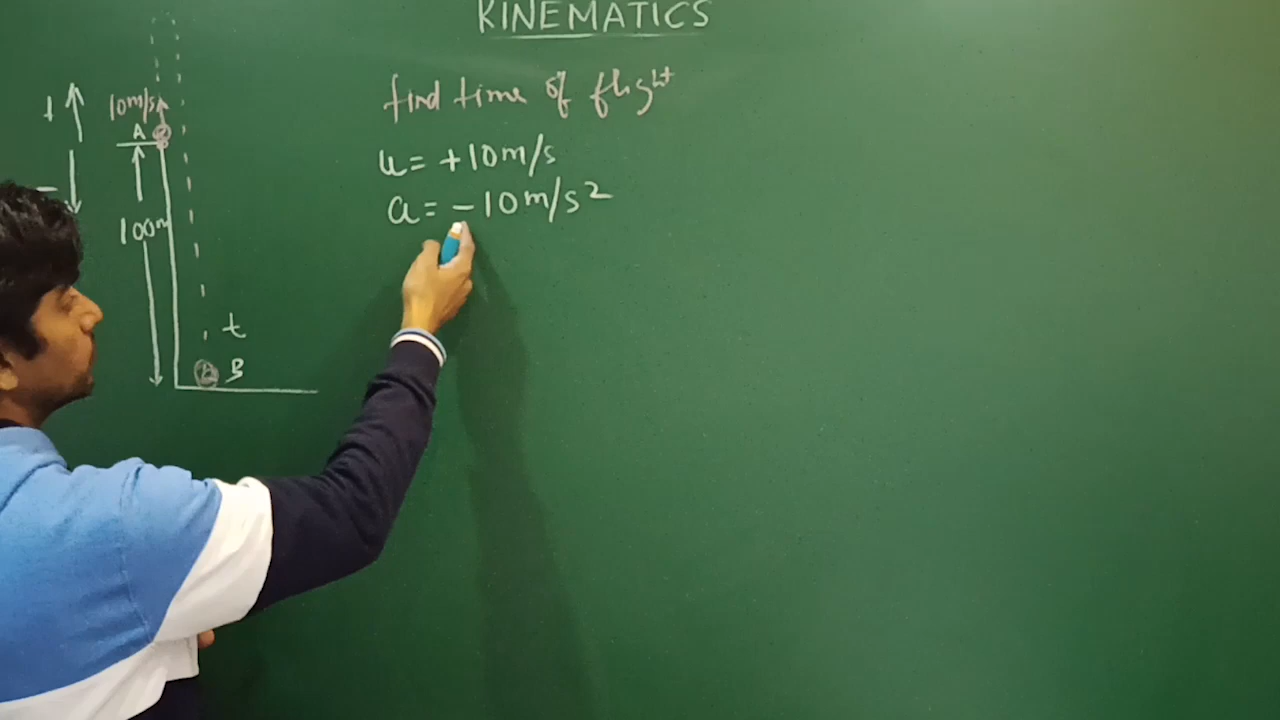 KINEMATICS
find time of flight
+
10m/s
A
u = +10m/s
a = -10m/s2
-
100m
t
B